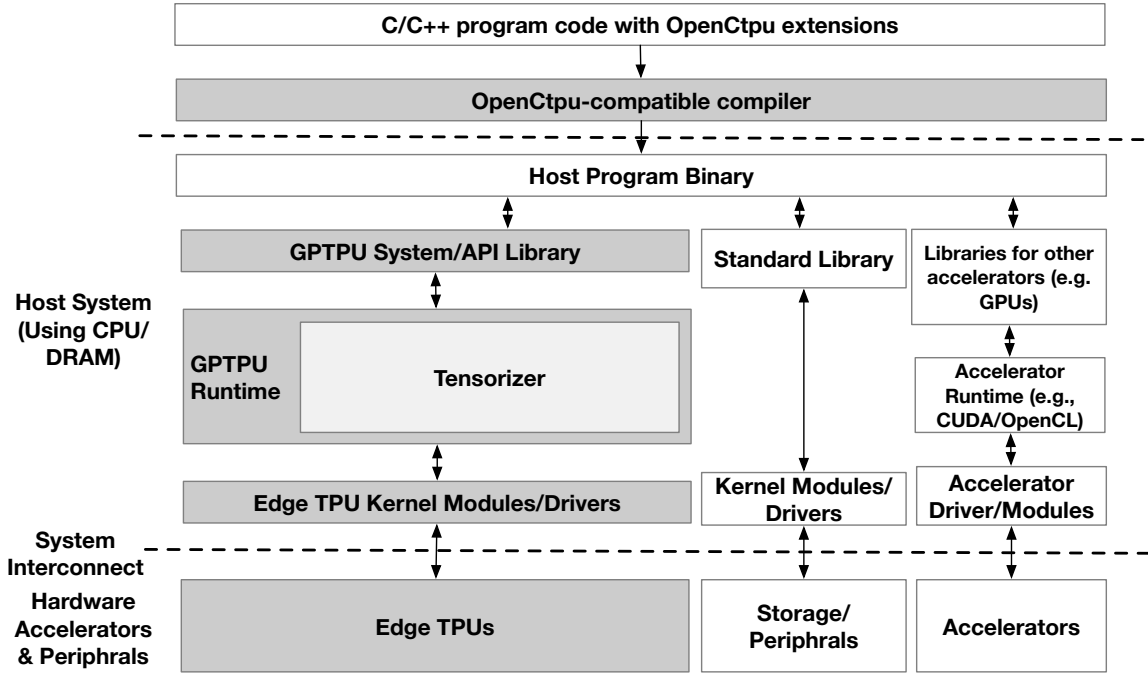 C/C++ program code with OpenCtpu extensions
OpenCtpu-compatible compiler
Host Program Binary
GPTPU System/API Library
Standard Library
Libraries for other
accelerators (e.g.
GPUs)
Host System
(Using CPU/
DRAM)
GPTPU
Runtime
Tensorizer
Accelerator
Runtime (e.g.,
CUDA/OpenCL)
Edge TPU Kernel Modules/Drivers
Kernel Modules/
Drivers
Accelerator
Driver/Modules
System
Interconnect
Hardware
Accelerators
& Periphrals
Edge TPUs
Storage/
Periphrals
Accelerators